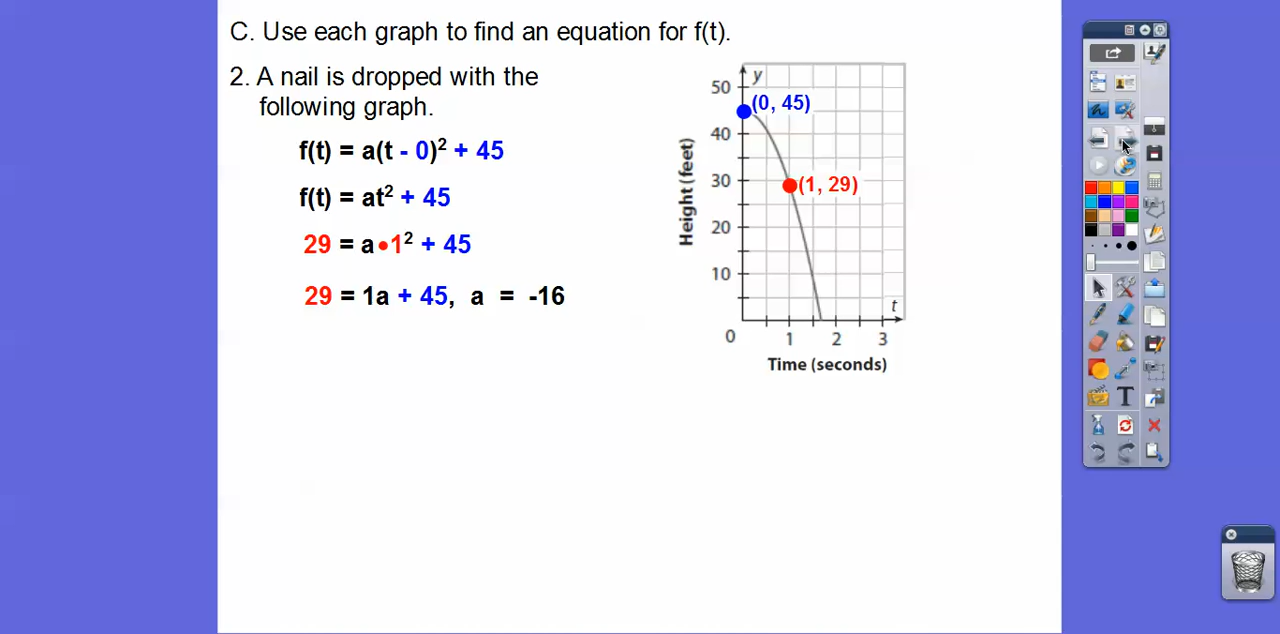 C. Use each graph to find an equation for f(t).
2. A nail is dropped with the
following graph.
f(t) = a(t - 0)² + 45
f(t) = at² + 45
29 = a•1² + 45
29 = 1a + 45, a = -16
y
50
(0, 45)
40
30
(1, 29)
20
10
t
0 1 2 3
Height (feet)
Time (seconds)
T